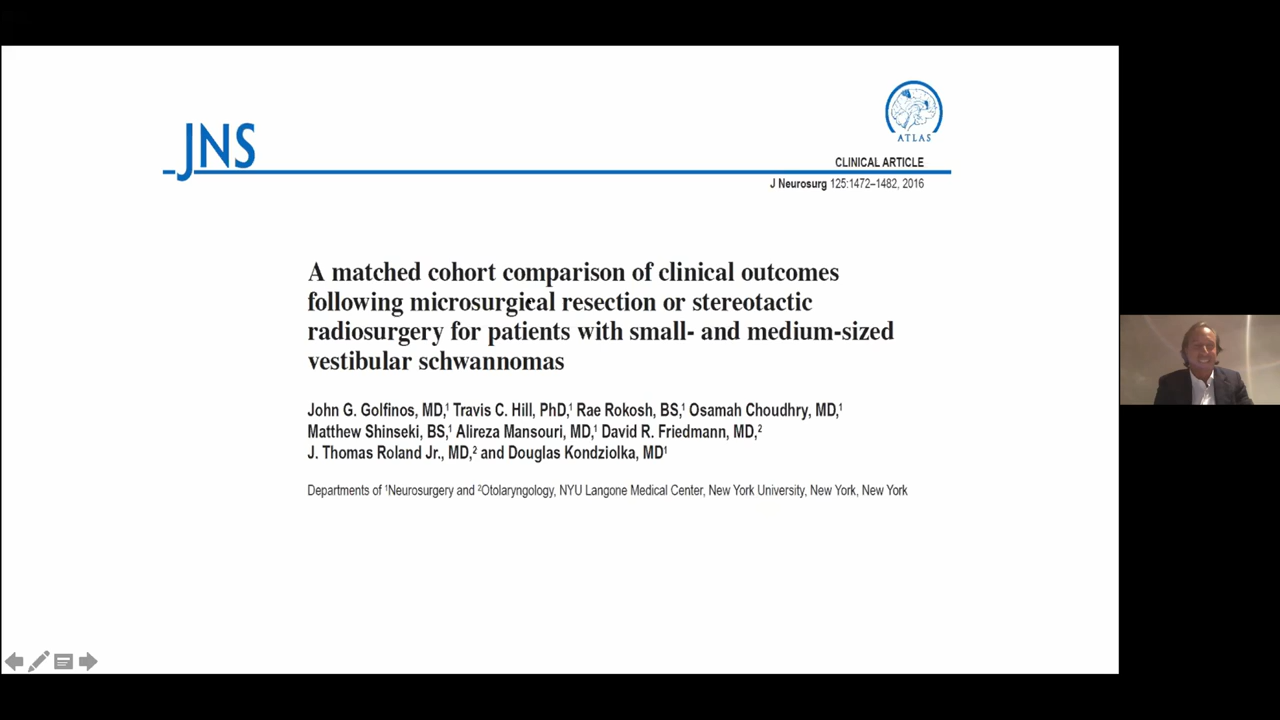 JNS
ATLAS
CLINICAL ARTICLE
J Neurosurg 125:1472–1482, 2016
A matched cohort comparison of clinical outcomes
following microsurgical resection or stereotactic
radiosurgery for patients with small- and medium-sized
vestibular schwannomas
John G. Golfinos, MD,¹ Travis C. Hill, PhD,¹ Rae Rokosh, BS,¹ Osamah Choudhry, MD,¹
Matthew Shinseki, BS,¹ Alireza Mansouri, MD,¹ David R. Friedmann, MD,²
J. Thomas Roland Jr., MD,² and Douglas Kondziolka, MD¹
Departments of ¹Neurosurgery and ²Otolaryngology, NYU Langone Medical Center, New York University, New York, New York